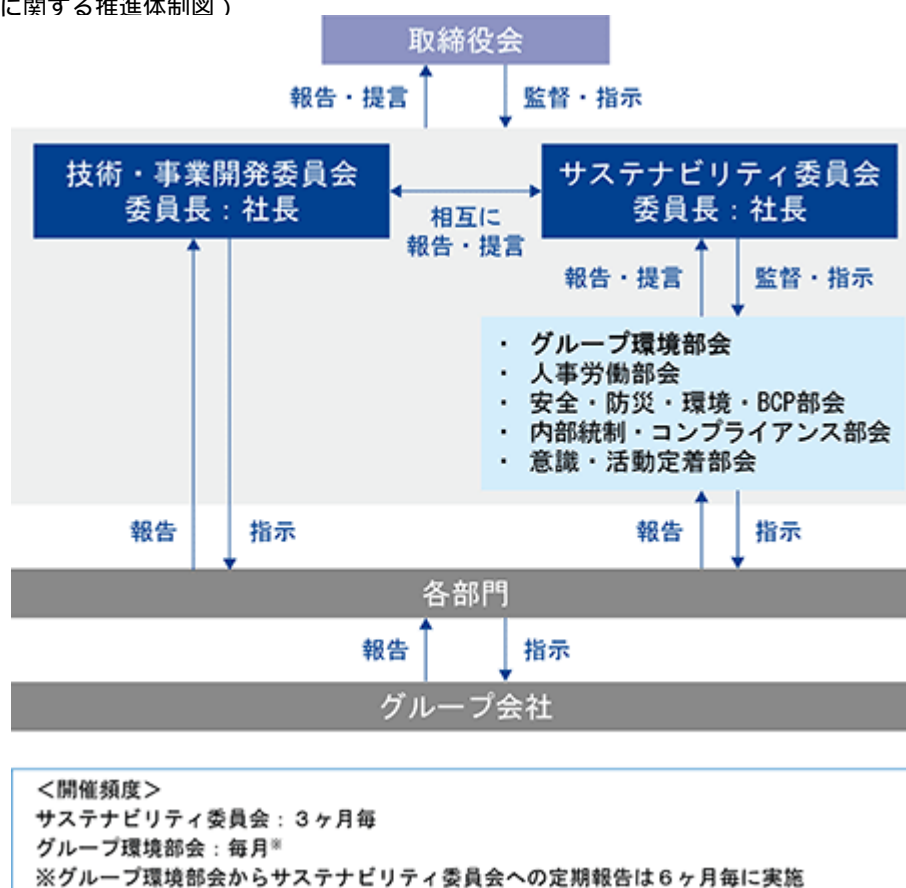 に関する推進体制図）
取締役会
報告・提言
監督・指示
技術・事業開発委員会
委員長：社長
サステナビリティ委員会
委員長：社長
相互に
報告・提言
報告・提言
監督・指示
・ グループ環境部会
・ 人事労働部会
・ 安全・防災・環境・BCP部会
・ 内部統制・コンプライアンス部会
・ 意識・活動定着部会
報告
指示
報告
指示
各部門
報告
指示
グループ会社
＜開催頻度＞
サステナビリティ委員会：３ヶ月毎
グループ環境部会：毎月※
※グループ環境部会からサステナビリティ委員会への定期報告は６ヶ月毎に実施